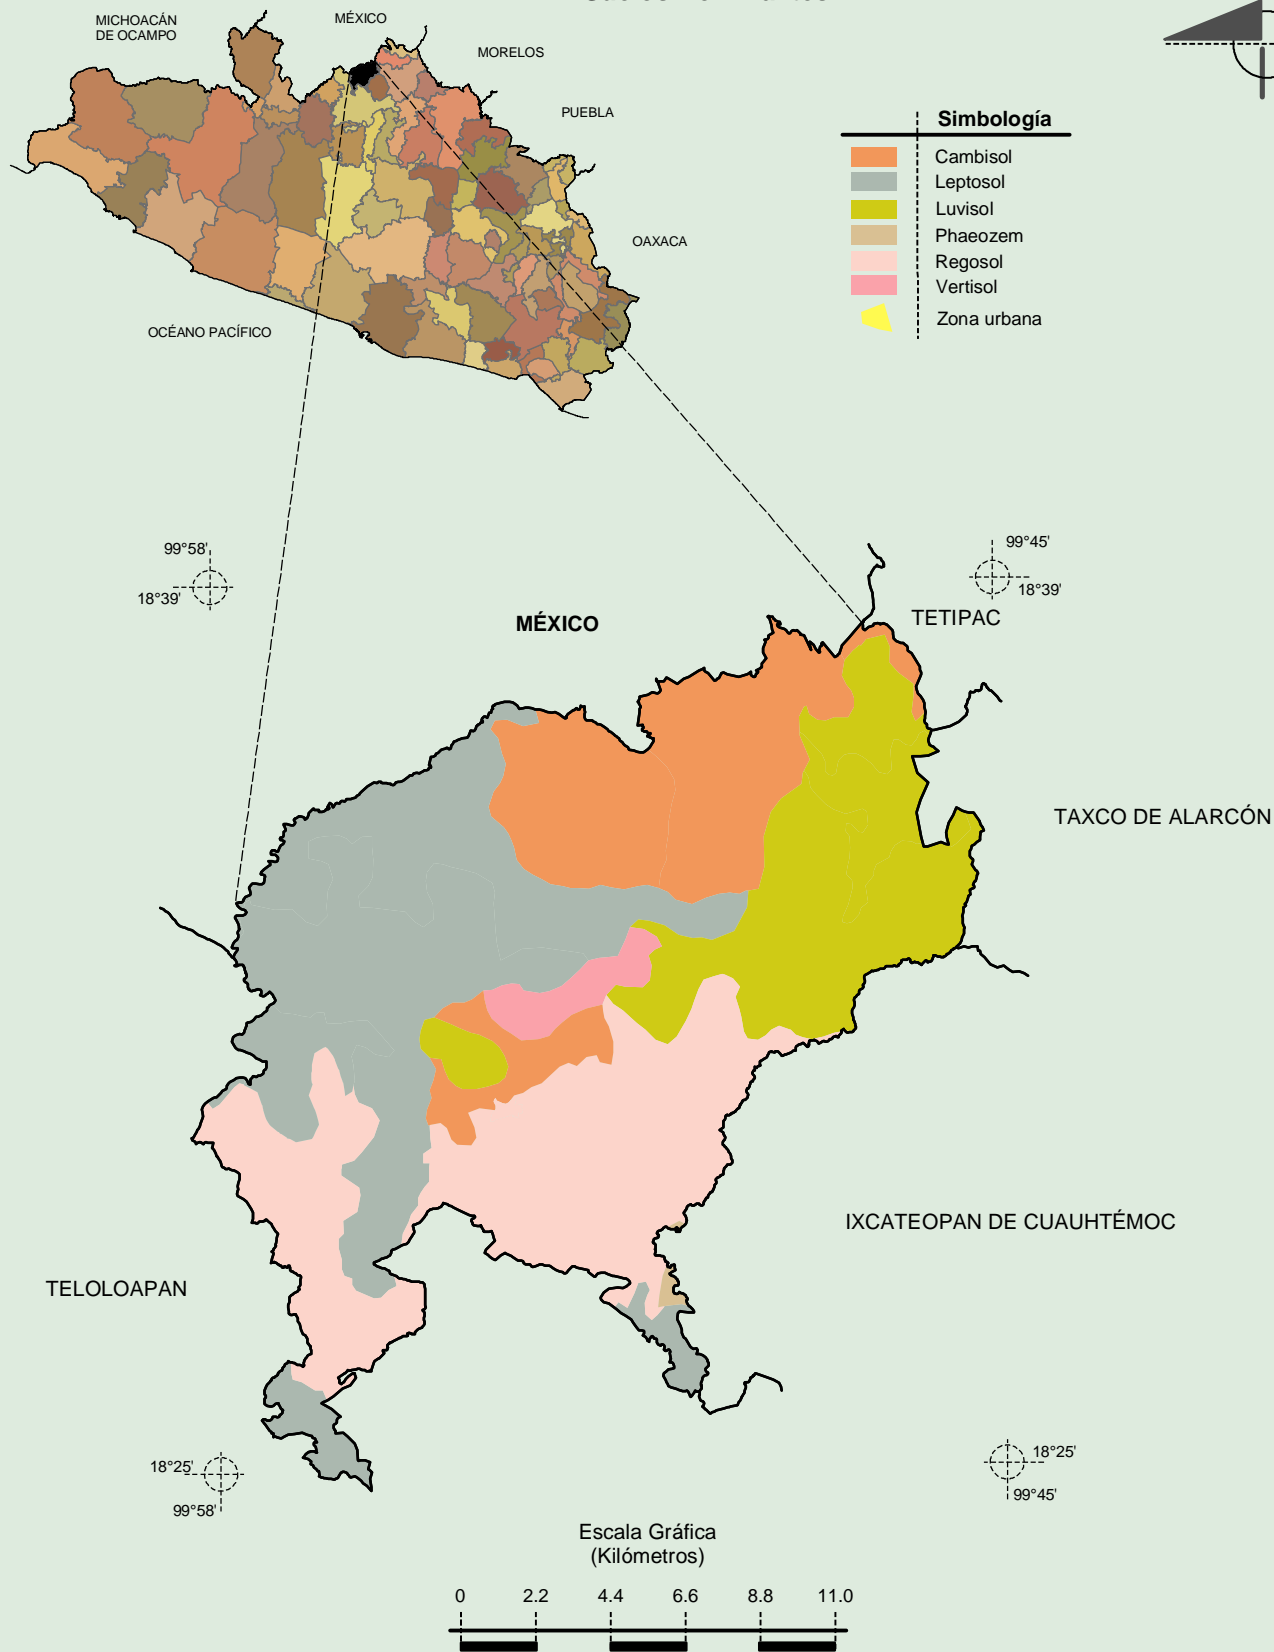 MICHOACÁN
DE OCAMPO
MÉXICO
MORELOS
PUEBLA
OAXACA
OCÉANO PACÍFICO
Simbología
Cambisol
Leptosol
Luvisol
Phaeozem
Regosol
Vertisol
Zona urbana
99°58'
18°39'
99°45'
18°39'
MÉXICO
TETIPAC
TAXCO DE ALARCÓN
IXCATEOPAN DE CUAUHTÉMOC
TELOLOAPAN
18°25'
99°58'
18°25'
99°45'
Escala Gráfica
(Kilómetros)
0 2.2 4.4 6.6 8.8 11.0